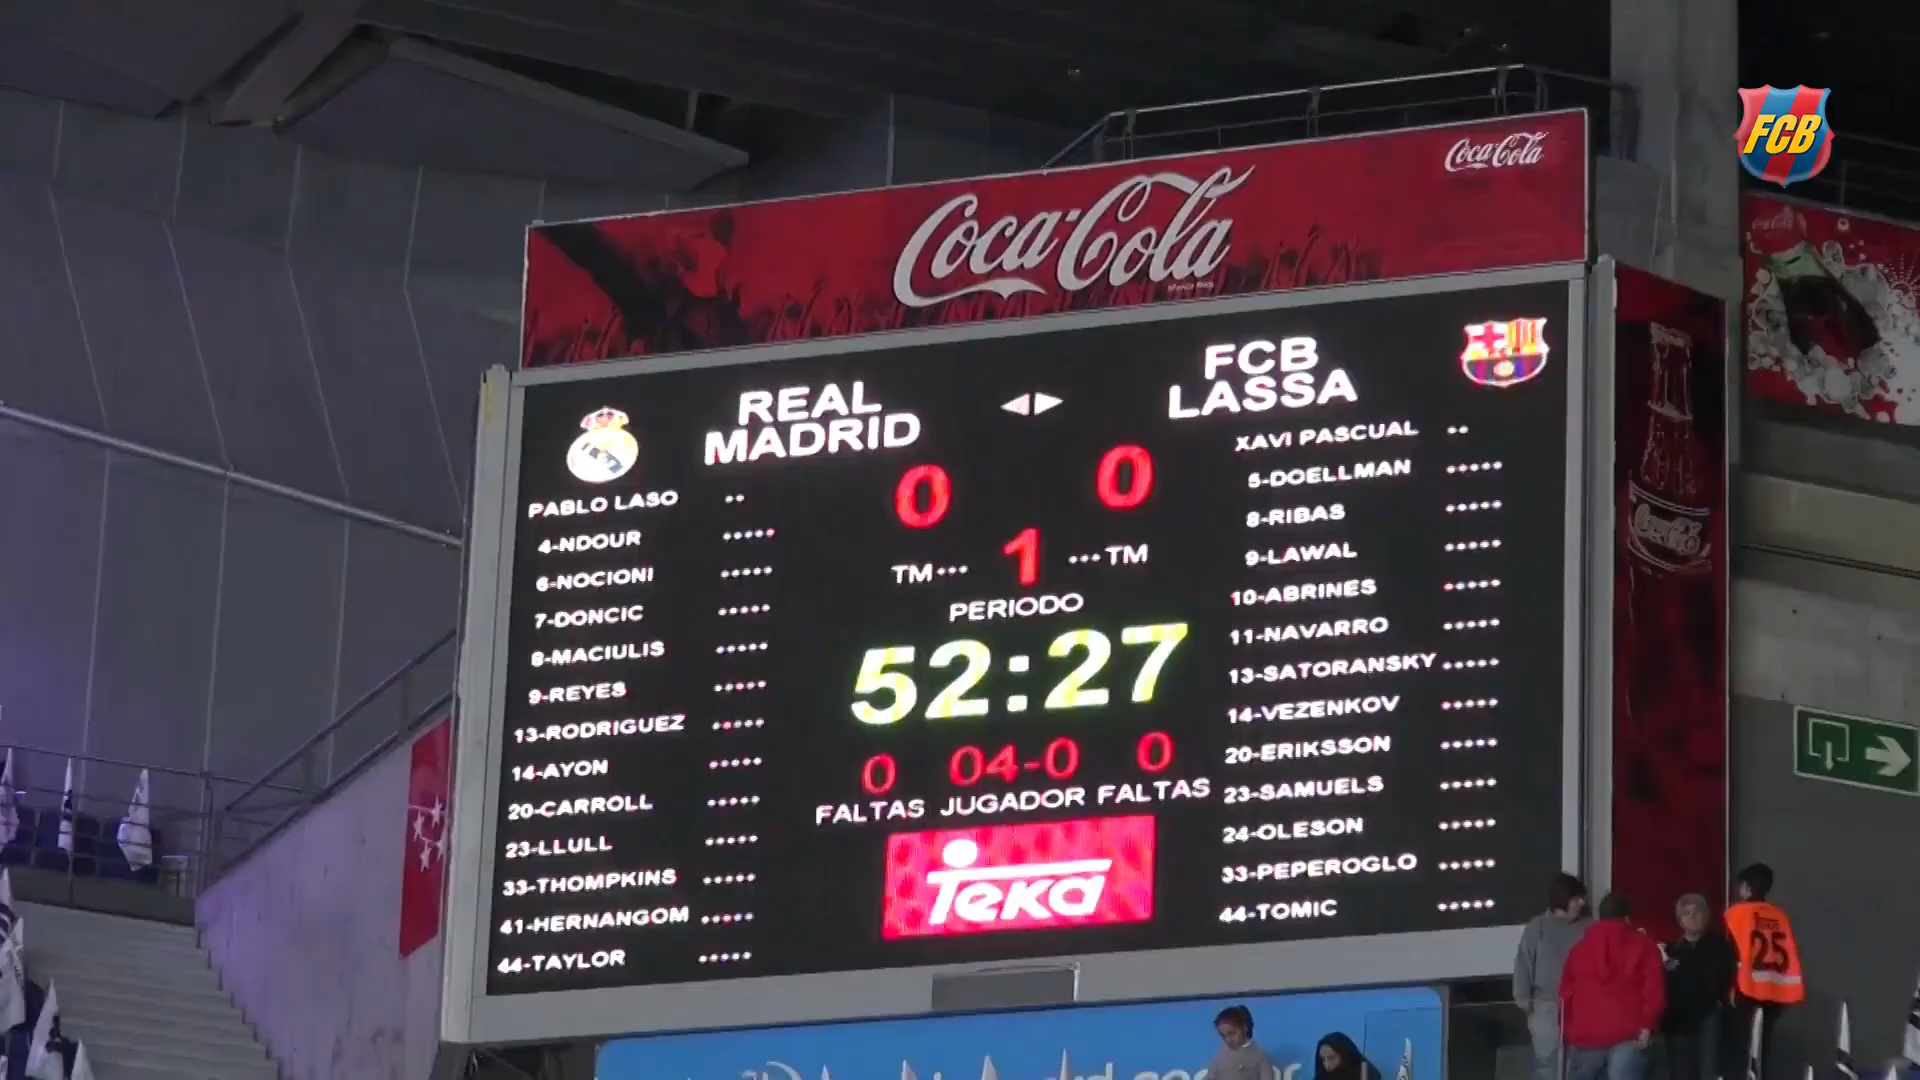 FCB
Coca-Cola
Coca-Cola
REAL
MADRID
FCB
LASSA
PABLO LASO
4-NDOUR
6-NOCIONI
7-DONCIC
8-MACIULIS
9-REYES
13-RODRIGUEZ
14-AYON
20-CARROLL
23-LLULL
33-THOMPKINS
41-HERNANGOM
44-TAYLOR
0 0
TM••• 1 •••TM
PERIODO
52:27
0 04-0 0
FALTAS JUGADOR FALTAS
Teka
XAVI PASCUAL
5-DOELLMAN
8-RIBAS
9-LAWAL
10-ABRINES
11-NAVARRO
13-SATORANSKY
14-VEZENKOV
20-ERIKSSON
23-SAMUELS
24-OLESON
33-PEPEROGLO
44-TOMIC
Coca-Cola
Coca-Cola
25